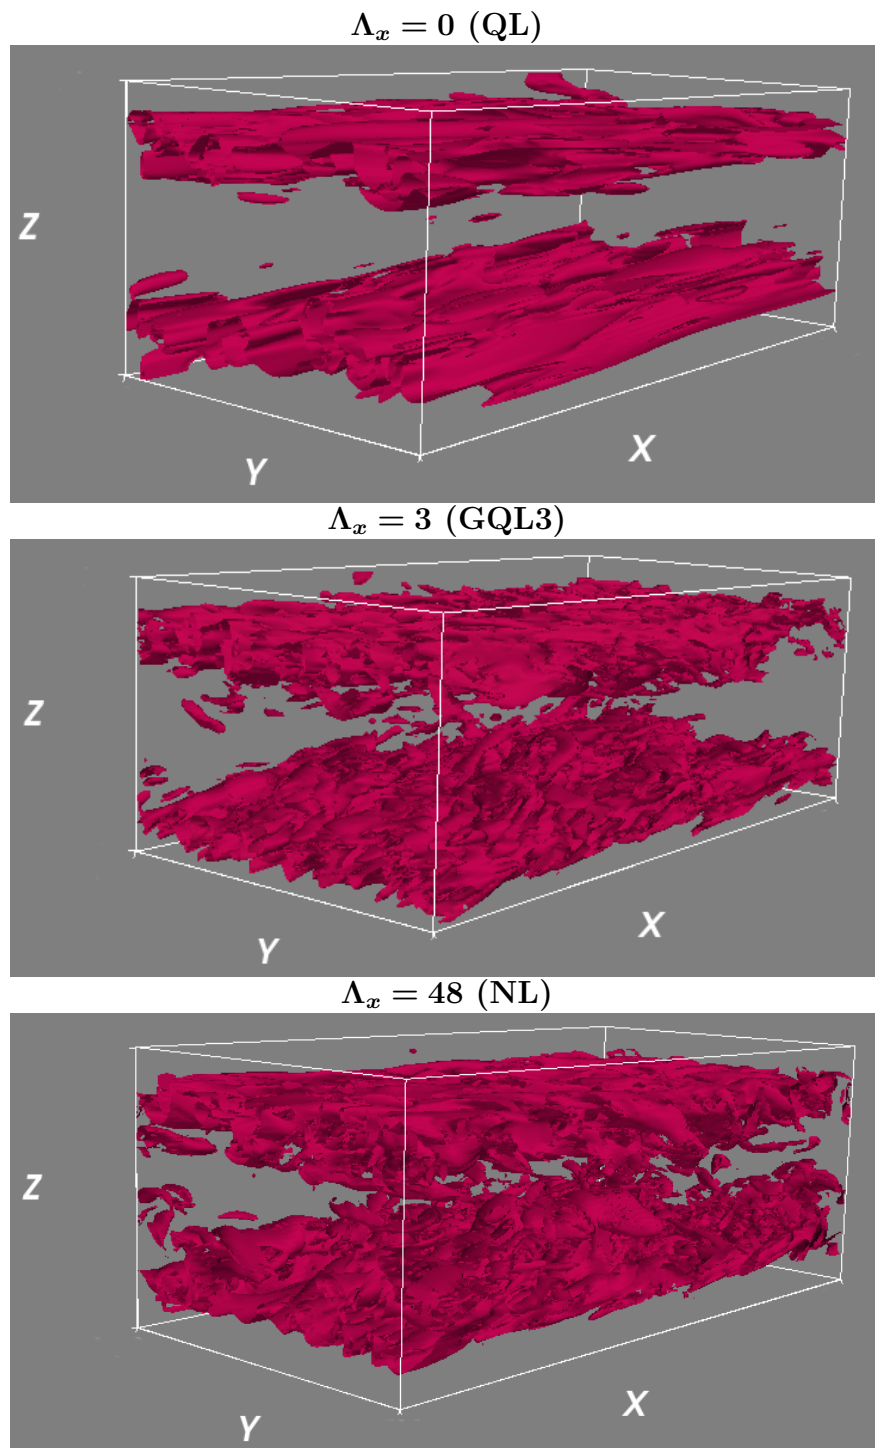 Λₓ = 0 (QL)
Z
Y
X
Λₓ = 3 (GQL3)
Z
Y
X
Λₓ = 48 (NL)
Z
Y
X